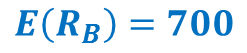 E(R_B) = 700